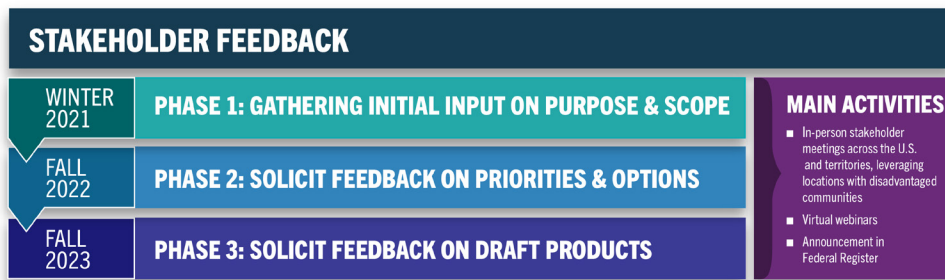 STAKEHOLDER FEEDBACK
WINTER
2021
PHASE 1: GATHERING INITIAL INPUT ON PURPOSE & SCOPE
FALL
2022
PHASE 2: SOLICIT FEEDBACK ON PRIORITIES & OPTIONS
FALL
2023
PHASE 3: SOLICIT FEEDBACK ON DRAFT PRODUCTS
MAIN ACTIVITIES
■ In-person stakeholder
meetings across the U.S.
and territories, leveraging
locations with disadvantaged
communities
■ Virtual webinars
■ Announcement in
Federal Register